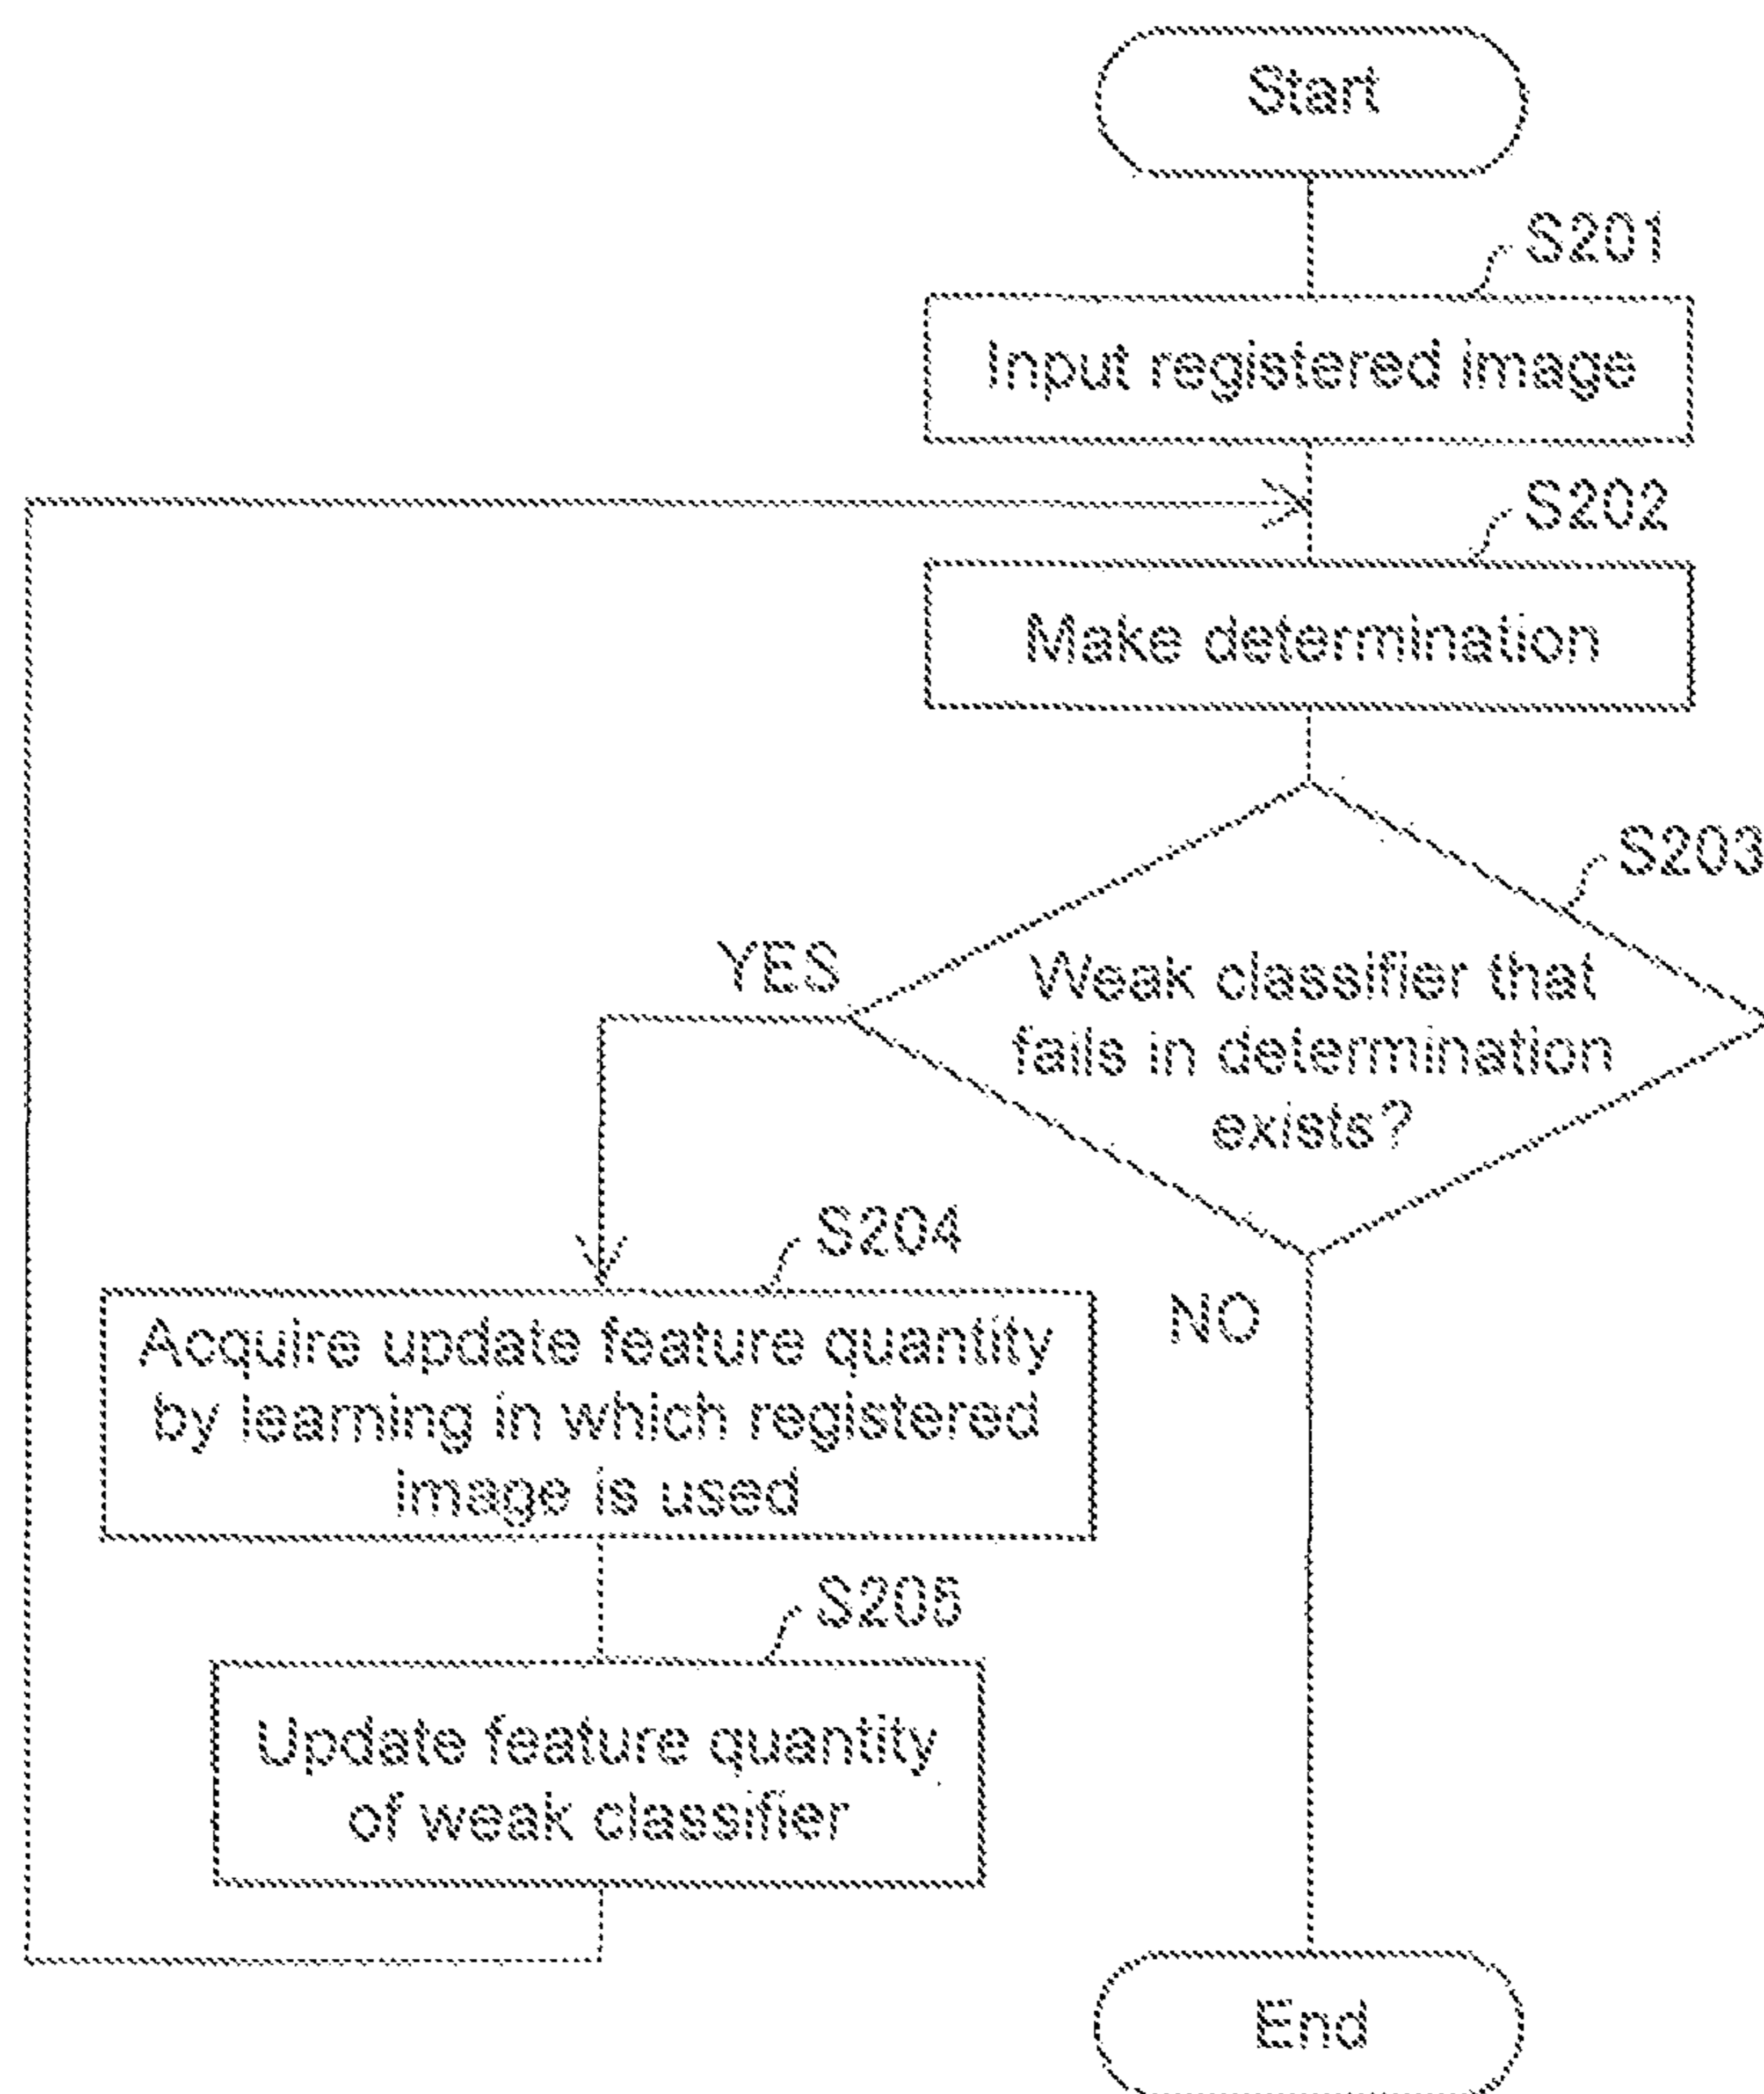 Start
S201
Input registered image
S202
Make determination
S203
Weak classifier that
fails in determination
exists?
YES
NO
S204
Acquire update feature quantity
by learning in which registered
image is used
S205
Update feature quantity
of weak classifier
End